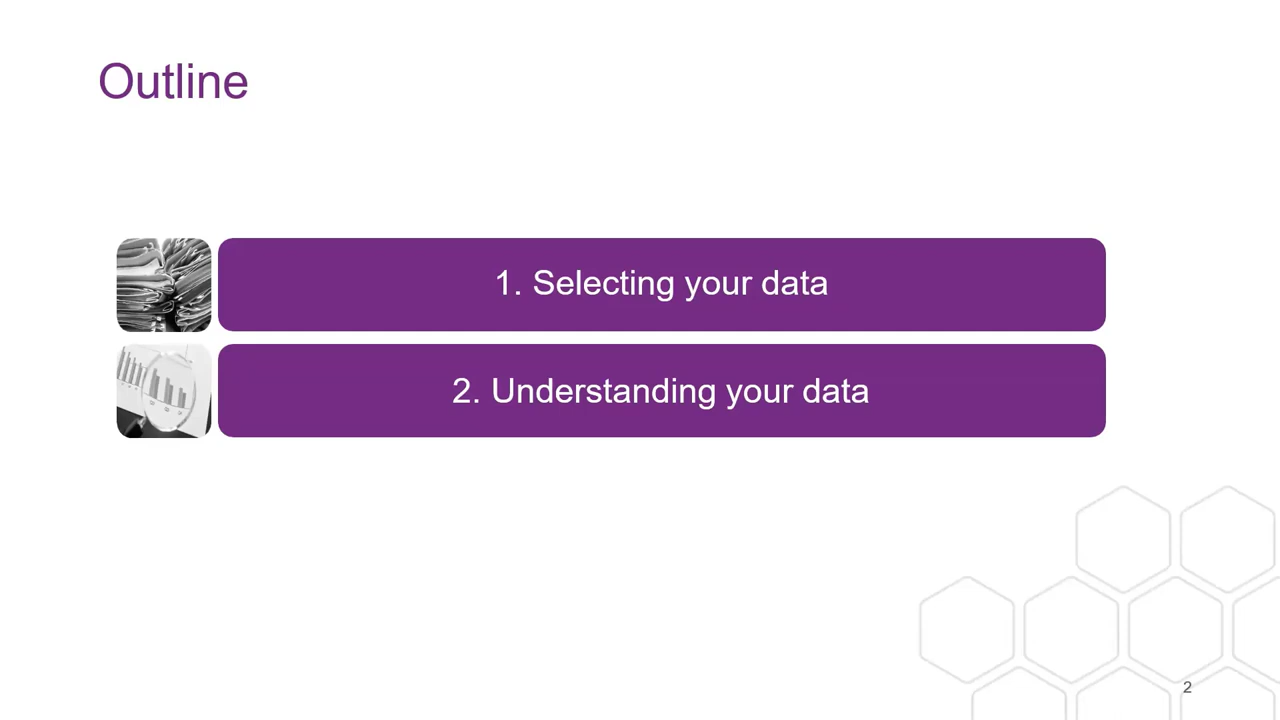 Outline
1. Selecting your data
2. Understanding your data
2